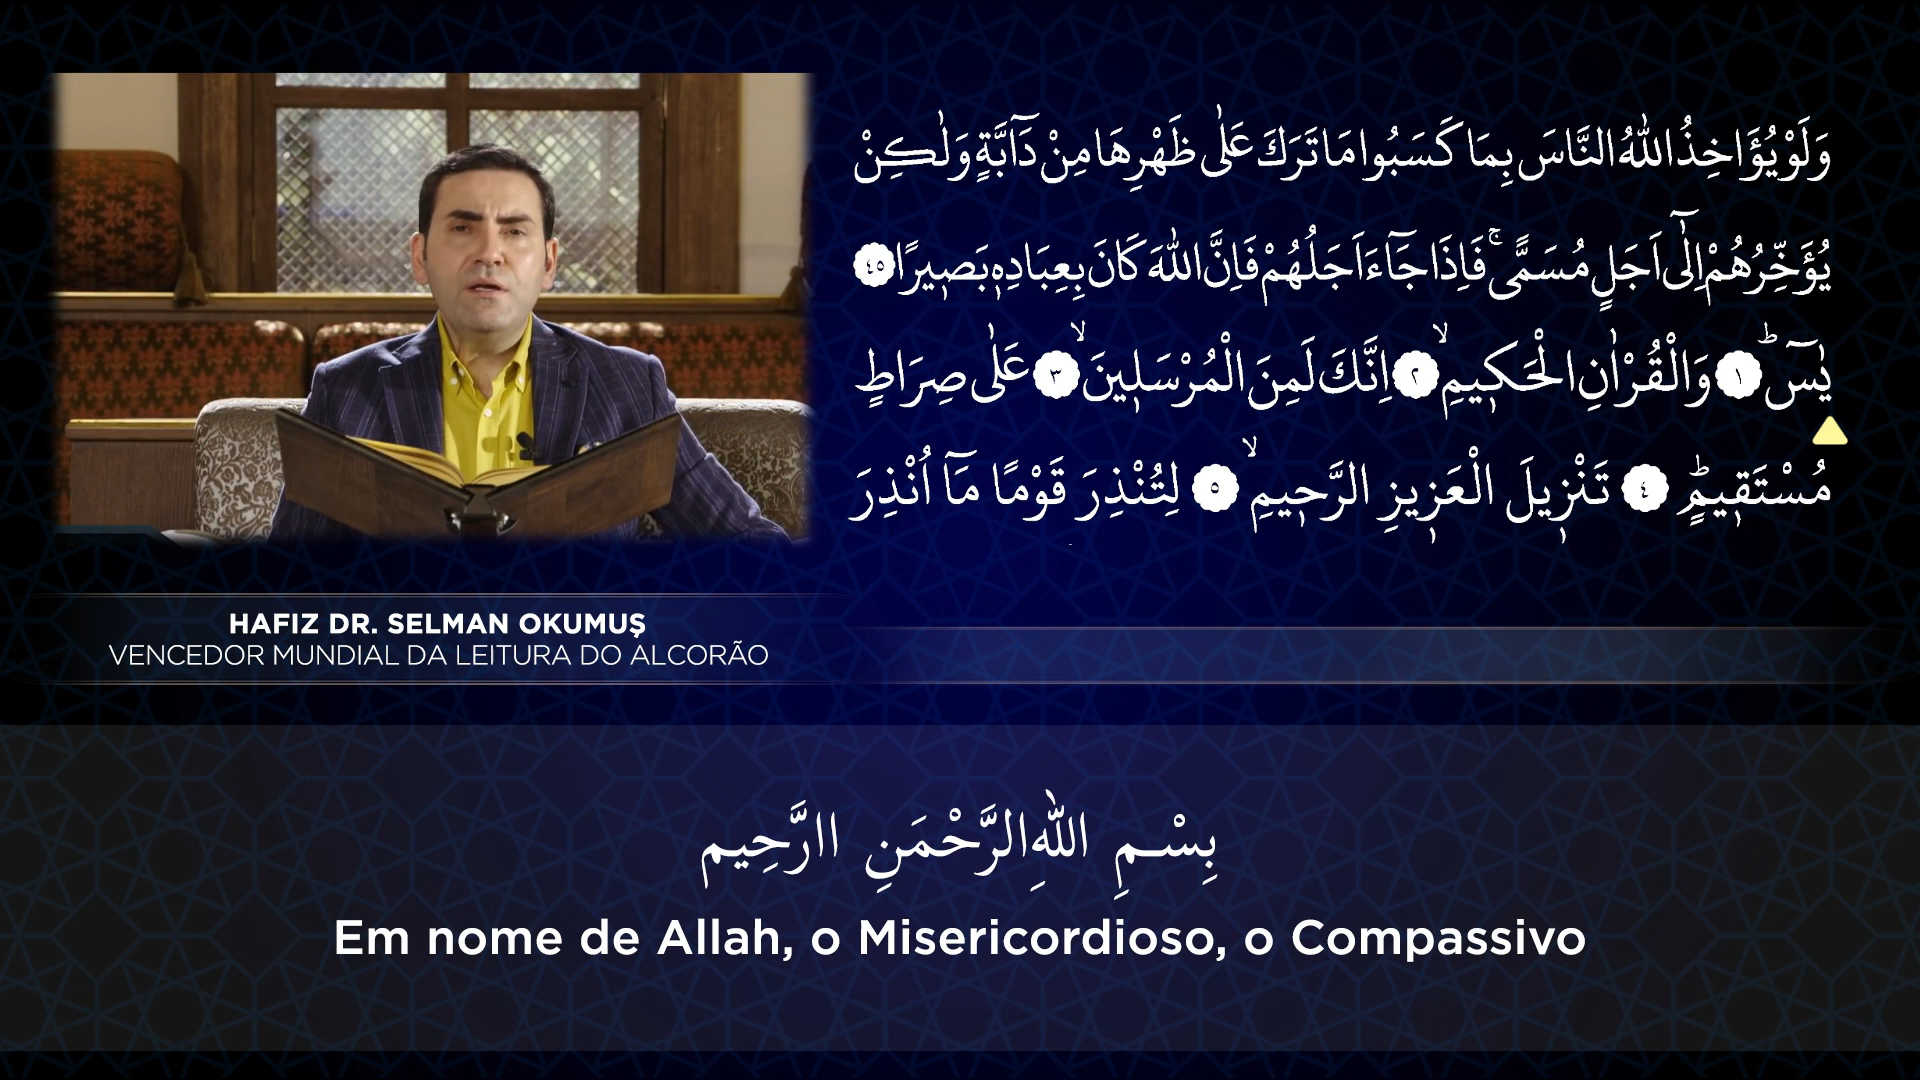 وَلَوْ يُؤَاخِذُ اللّٰهُ النَّاسَ بِمَا كَسَبُوا مَا تَرَكَ عَلٰى ظَهْرِهَا مِنْ دَٓابَّةٍ وَلٰكِنْ
يُؤَخِّرُهُمْ اِلٰٓى اَجَلٍ مُسَمًّىۚ فَاِذَا جَٓاءَ اَجَلُهُمْ فَاِنَّ اللّٰهَ كَانَ بِعِبَادِه۪ بَص۪يرًا ٤٥
يٰسٓ ۜ ١ وَالْقُرْاٰنِ الْحَك۪يمِۙ ٢ اِنَّكَ لَمِنَ الْمُرْسَل۪ينَۙ ٣ عَلٰى صِرَاطٍ
مُسْتَق۪يمٍۜ ٤ تَنْز۪يلَ الْعَز۪يزِ الرَّح۪يمِۙ ٥ لِتُنْذِرَ قَوْمًا مَٓا اُنْذِرَ
HAFIZ DR. SELMAN OKUMUŞ
VENCEDOR MUNDIAL DA LEITURA DO ALCORÃO
بِسْـــمِ اللّٰهِ الرَّحْمَنِ اارَّحِيم
Em nome de Allah, o Misericordioso, o Compassivo